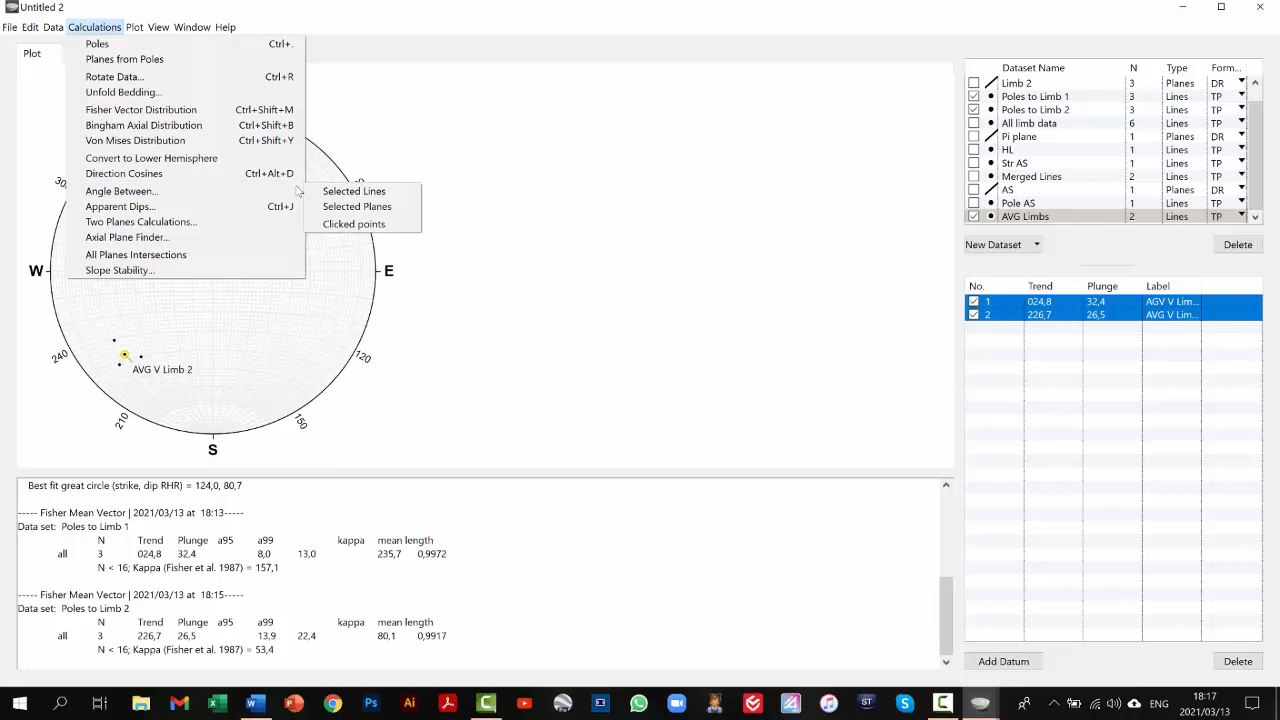 Untitled 2
File Edit Data Calculations Plot View Window Help
Plot
Poles Ctrl+.
Planes from Poles
Rotate Data... Ctrl+R
Unfold Bedding...
Fisher Vector Distribution Ctrl+Shift+M
Bingham Axial Distribution Ctrl+Shift+B
Von Mises Distribution Ctrl+Shift+Y
Convert to Lower Hemisphere
Direction Cosines Ctrl+Alt+D
Angle Between...
Apparent Dips... Ctrl+J
Two Planes Calculations...
Axial Plane Finder...
All Planes Intersections
Slope Stability...
Selected Lines
Selected Planes
Clicked points
W
E
240
120
AVG V Limb 2
210
150
S
Best fit great circle (strike, dip RHR) = 124,0, 80,7
----- Fisher Mean Vector | 2021/03/13 at 18:13-----
Data set: Poles to Limb 1
N Trend Plunge a95 a99 kappa mean length
all 3 024,8 32,4 8,0 13,0 235,7 0,9972
N < 16; Kappa (Fisher et al. 1987) = 157,1
----- Fisher Mean Vector | 2021/03/13 at 18:15-----
Data set: Poles to Limb 2
N Trend Plunge a95 a99 kappa mean length
all 3 226,7 26,5 13,9 22,4 80,1 0,9917
N < 16; Kappa (Fisher et al. 1987) = 53,4
Dataset Name N Type Form...
Limb 2 3 Planes DR
Poles to Limb 1 3 Lines TP
Poles to Limb 2 3 Lines TP
All limb data 6 Lines TP
Pi plane 1 Planes DR
HL 1 Lines TP
Str AS 1 Lines TP
Merged Lines 2 Lines TP
AS 1 Planes DR
Pole AS 1 Lines TP
AVG Limbs 2 Lines TP
New Dataset Delete
No. Trend Plunge Label
1 024,8 32,4 AGV V Lim...
2 226,7 26,5 AVG V Lim...
Add Datum Delete
ENG
18:17
2021/03/13